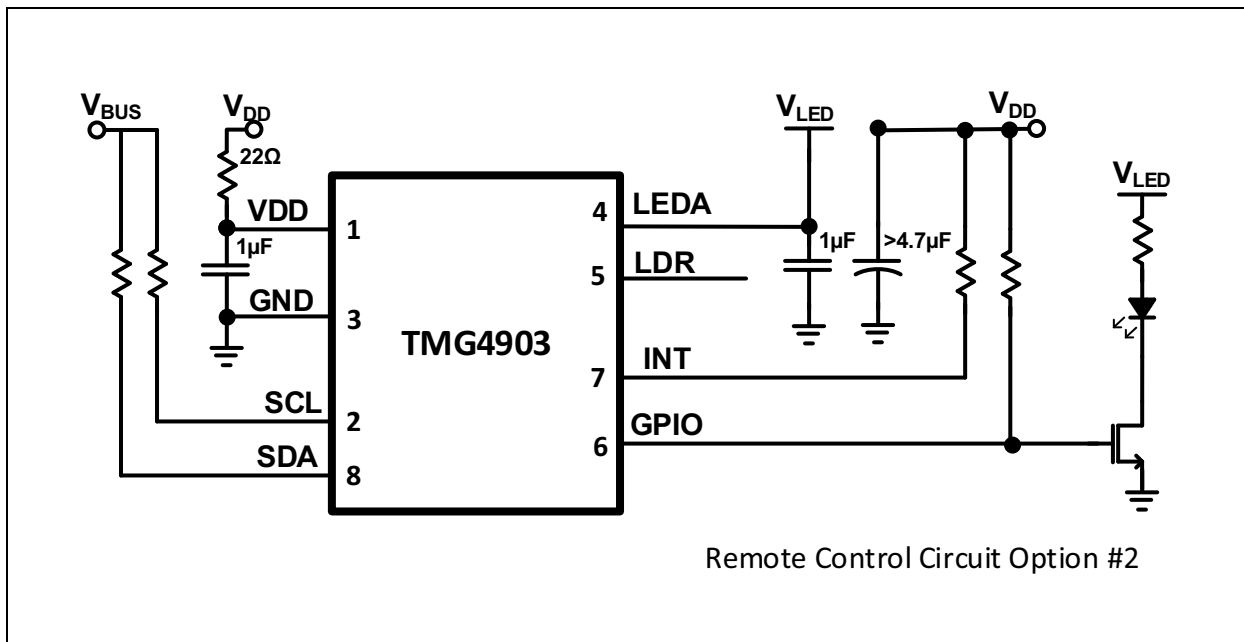 VBUS
VDD
22Ω
VDD
1
1µF
GND
3
SCL
2
SDA
8
TMG4903
VLED
VDD
4
LEDA
1µF
>4.7µF
5
LDR
7
INT
6
GPIO
VLED
Remote Control Circuit Option #2